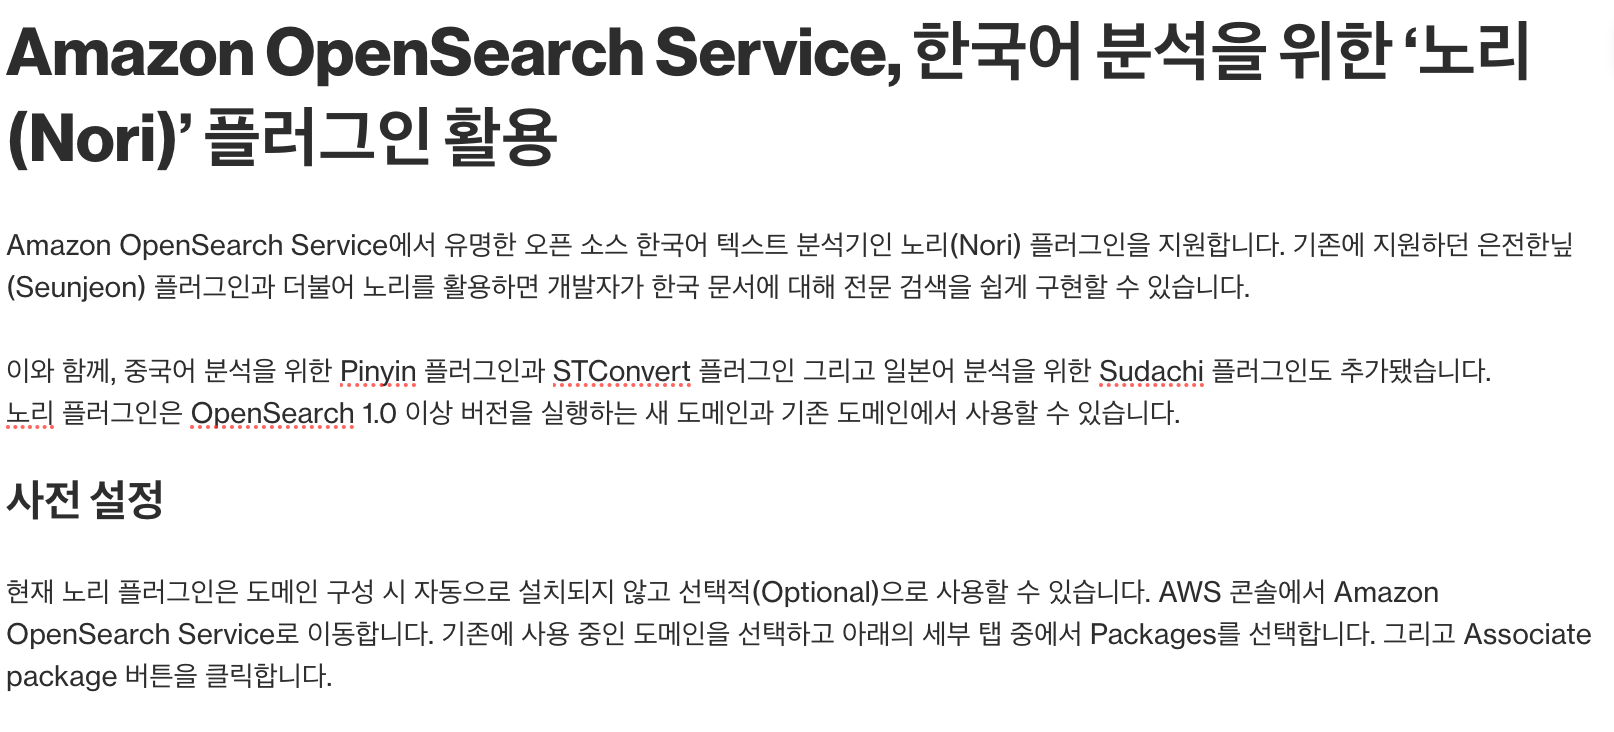 Amazon OpenSearch Service, 한국어 분석을 위한 ‘노리
(Nori)’ 플러그인 활용
Amazon OpenSearch Service에서 유명한 오픈 소스 한국어 텍스트 분석기인 노리(Nori) 플러그인을 지원합니다. 기존에 지원하던 은전한닢
(Seunjeon) 플러그인과 더불어 노리를 활용하면 개발자가 한국 문서에 대해 전문 검색을 쉽게 구현할 수 있습니다.
이와 함께, 중국어 분석을 위한 Pinyin 플러그인과 STConvert 플러그인 그리고 일본어 분석을 위한 Sudachi 플러그인도 추가됐습니다.
노리 플러그인은 OpenSearch 1.0 이상 버전을 실행하는 새 도메인과 기존 도메인에서 사용할 수 있습니다.
사전 설정
현재 노리 플러그인은 도메인 구성 시 자동으로 설치되지 않고 선택적(Optional)으로 사용할 수 있습니다. AWS 콘솔에서 Amazon
OpenSearch Service로 이동합니다. 기존에 사용 중인 도메인을 선택하고 아래의 세부 탭 중에서 Packages를 선택합니다. 그리고 Associate
package 버튼을 클릭합니다.